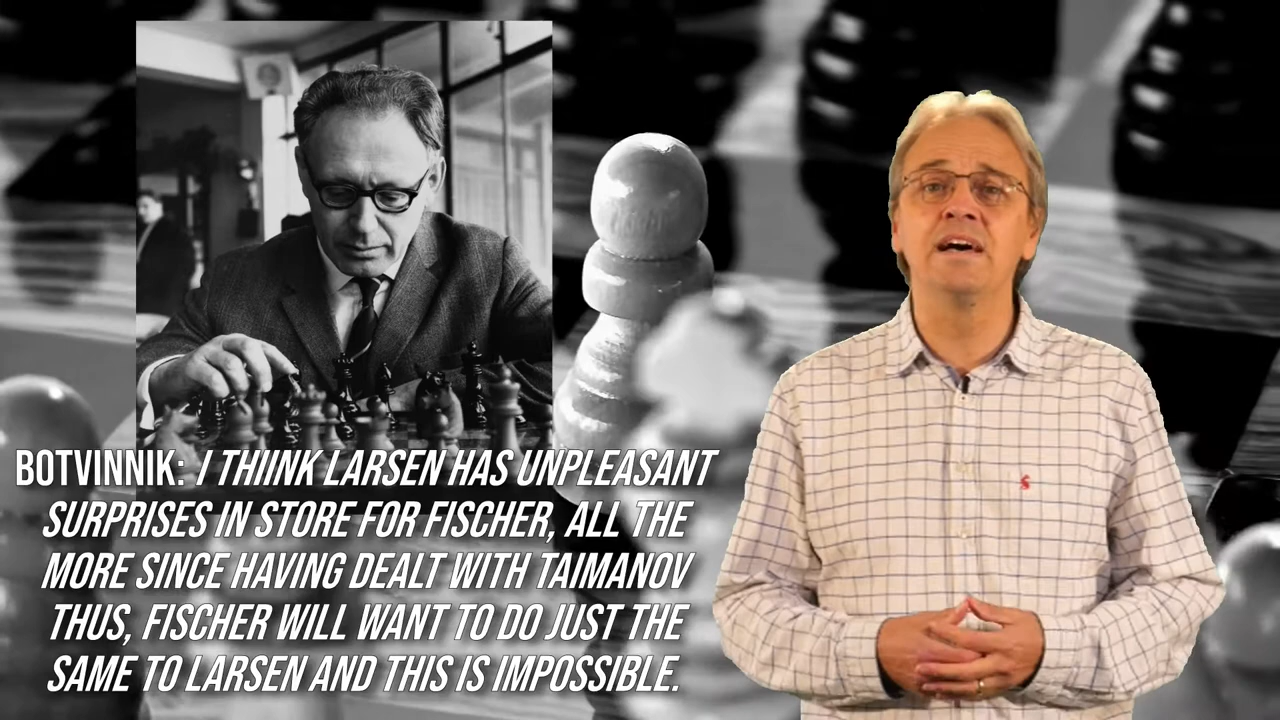 BOTVINNIK: I THIINK LARSEN HAS UNPLEASANT
SURPRISES IN STORE FOR FISCHER, ALL THE
MORE SINCE HAVING DEALT WITH TAIMANOV
THUS, FISCHER WILL WANT TO DO JUST THE
SAME TO LARSEN AND THIS IS IMPOSSIBLE.